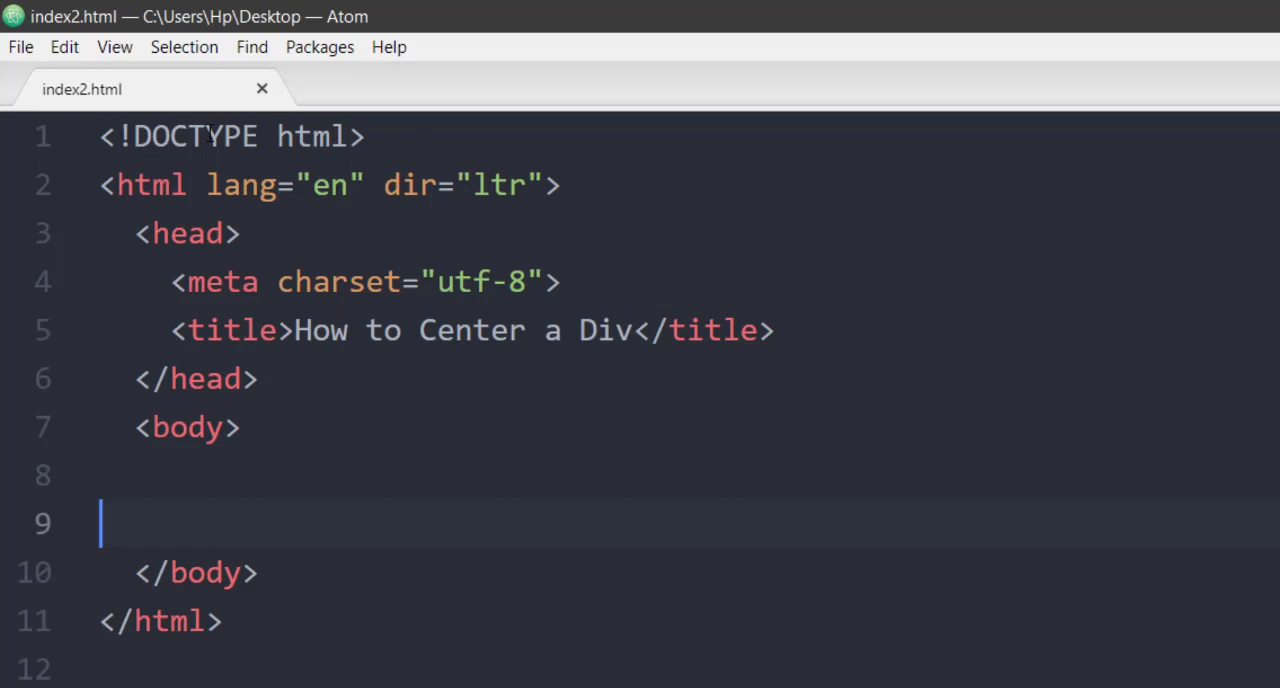 index2.html — C:\Users\Hp\Desktop — Atom
File Edit View Selection Find Packages Help
index2.html ×
1 <!DOCTYPE html>
2 <html lang="en" dir="ltr">
3 <head>
4 <meta charset="utf-8">
5 <title>How to Center a Div</title>
6 </head>
7 <body>
8
9
10 </body>
11 </html>
12